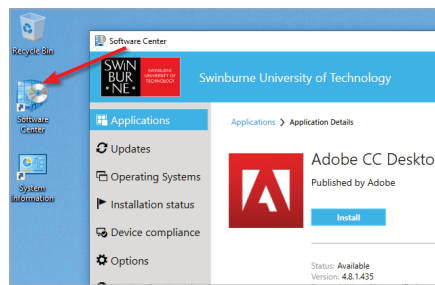 Recycle Bin
Software Center
SWIN
BUR
• NE •
SWINBURNE
UNIVERSITY OF
TECHNOLOGY
Swinburne University of Technology
Software
Center
System
Information
Applications
Updates
Operating Systems
Installation status
Device compliance
Options
Applications > Application Details
Adobe CC Deskto
Published by Adobe
Install
Status: Available
Version: 4.8.1.435